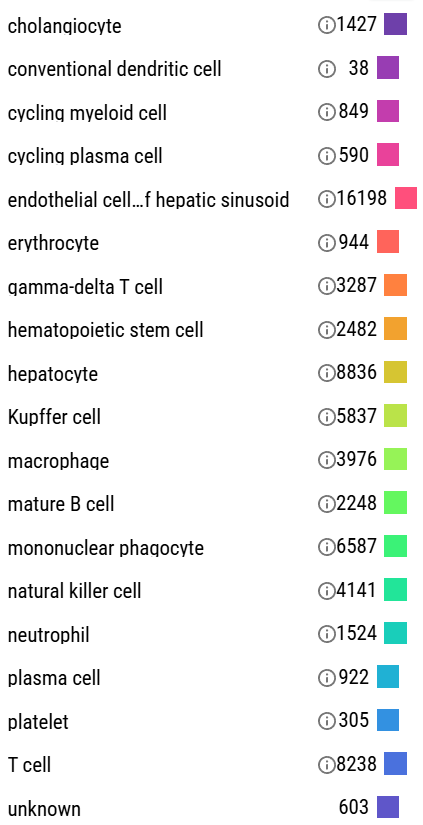 cholangiocyte 1427
conventional dendritic cell 38
cycling myeloid cell 849
cycling plasma cell 590
endothelial cell...f hepatic sinusoid 16198
erythrocyte 944
gamma-delta T cell 3287
hematopoietic stem cell 2482
hepatocyte 8836
Kupffer cell 5837
macrophage 3976
mature B cell 2248
mononuclear phagocyte 6587
natural killer cell 4141
neutrophil 1524
plasma cell 922
platelet 305
T cell 8238
unknown 603